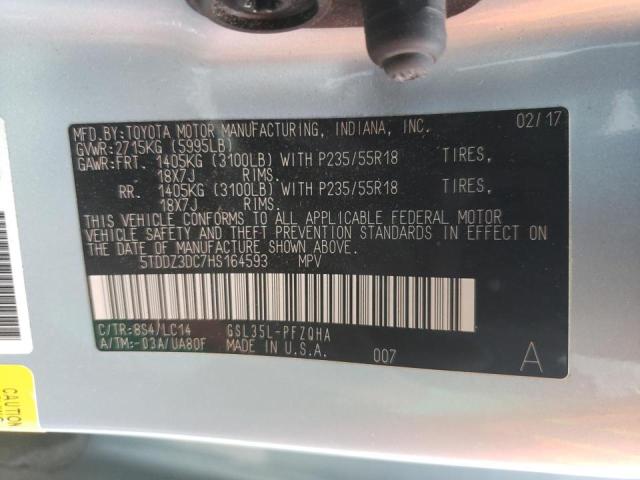 MFD.BY:TOYOTA MOTOR MANUFACTURING, INDIANA, INC. 02/17
GVWR:2715KG (5995LB)
GAWR:FRT. 1405KG (3100LB) WITH P235/55R18 TIRES,
18X7J RIMS.
RR. 1405KG (3100LB) WITH P235/55R18 TIRES,
18X7J RIMS.
THIS VEHICLE CONFORMS TO ALL APPLICABLE FEDERAL MOTOR
VEHICLE SAFETY AND THEFT PREVENTION STANDARDS IN EFFECT ON
THE DATE OF MANUFACTURE SHOWN ABOVE.
5TDDZ3DC7HS164593 MPV
C/TR:8S4/LC14 GSL35L-PFZQHA
A/TM:-03A/UA80F MADE IN U.S.A. 007 A
CAUTION